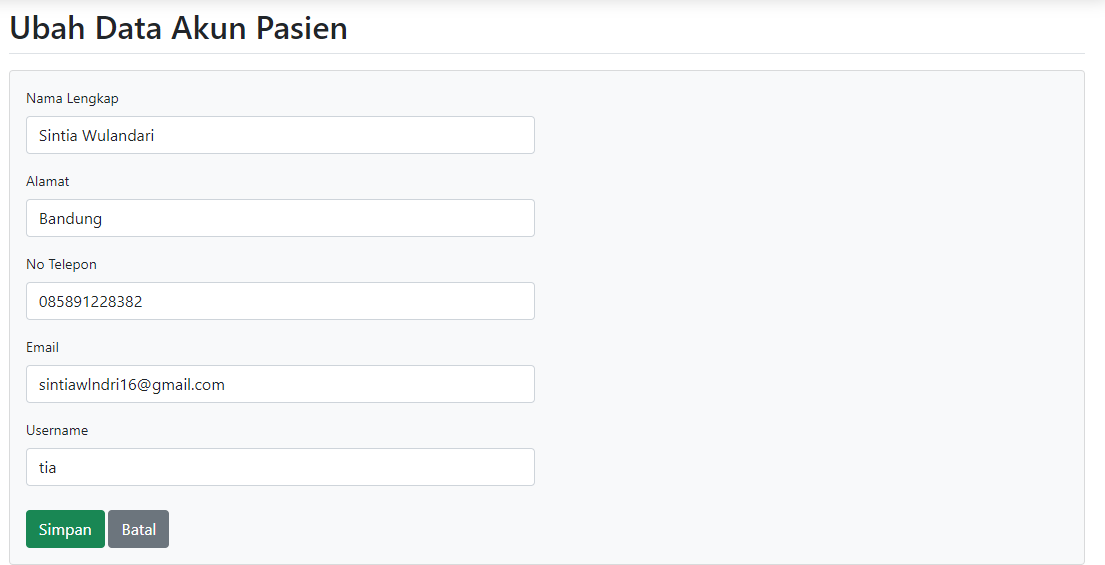 Ubah Data Akun Pasien
Nama Lengkap
Sintia Wulandari
Alamat
Bandung
No Telepon
085891228382
Email
sintiawlndri16@gmail.com
Username
tia
Simpan Batal